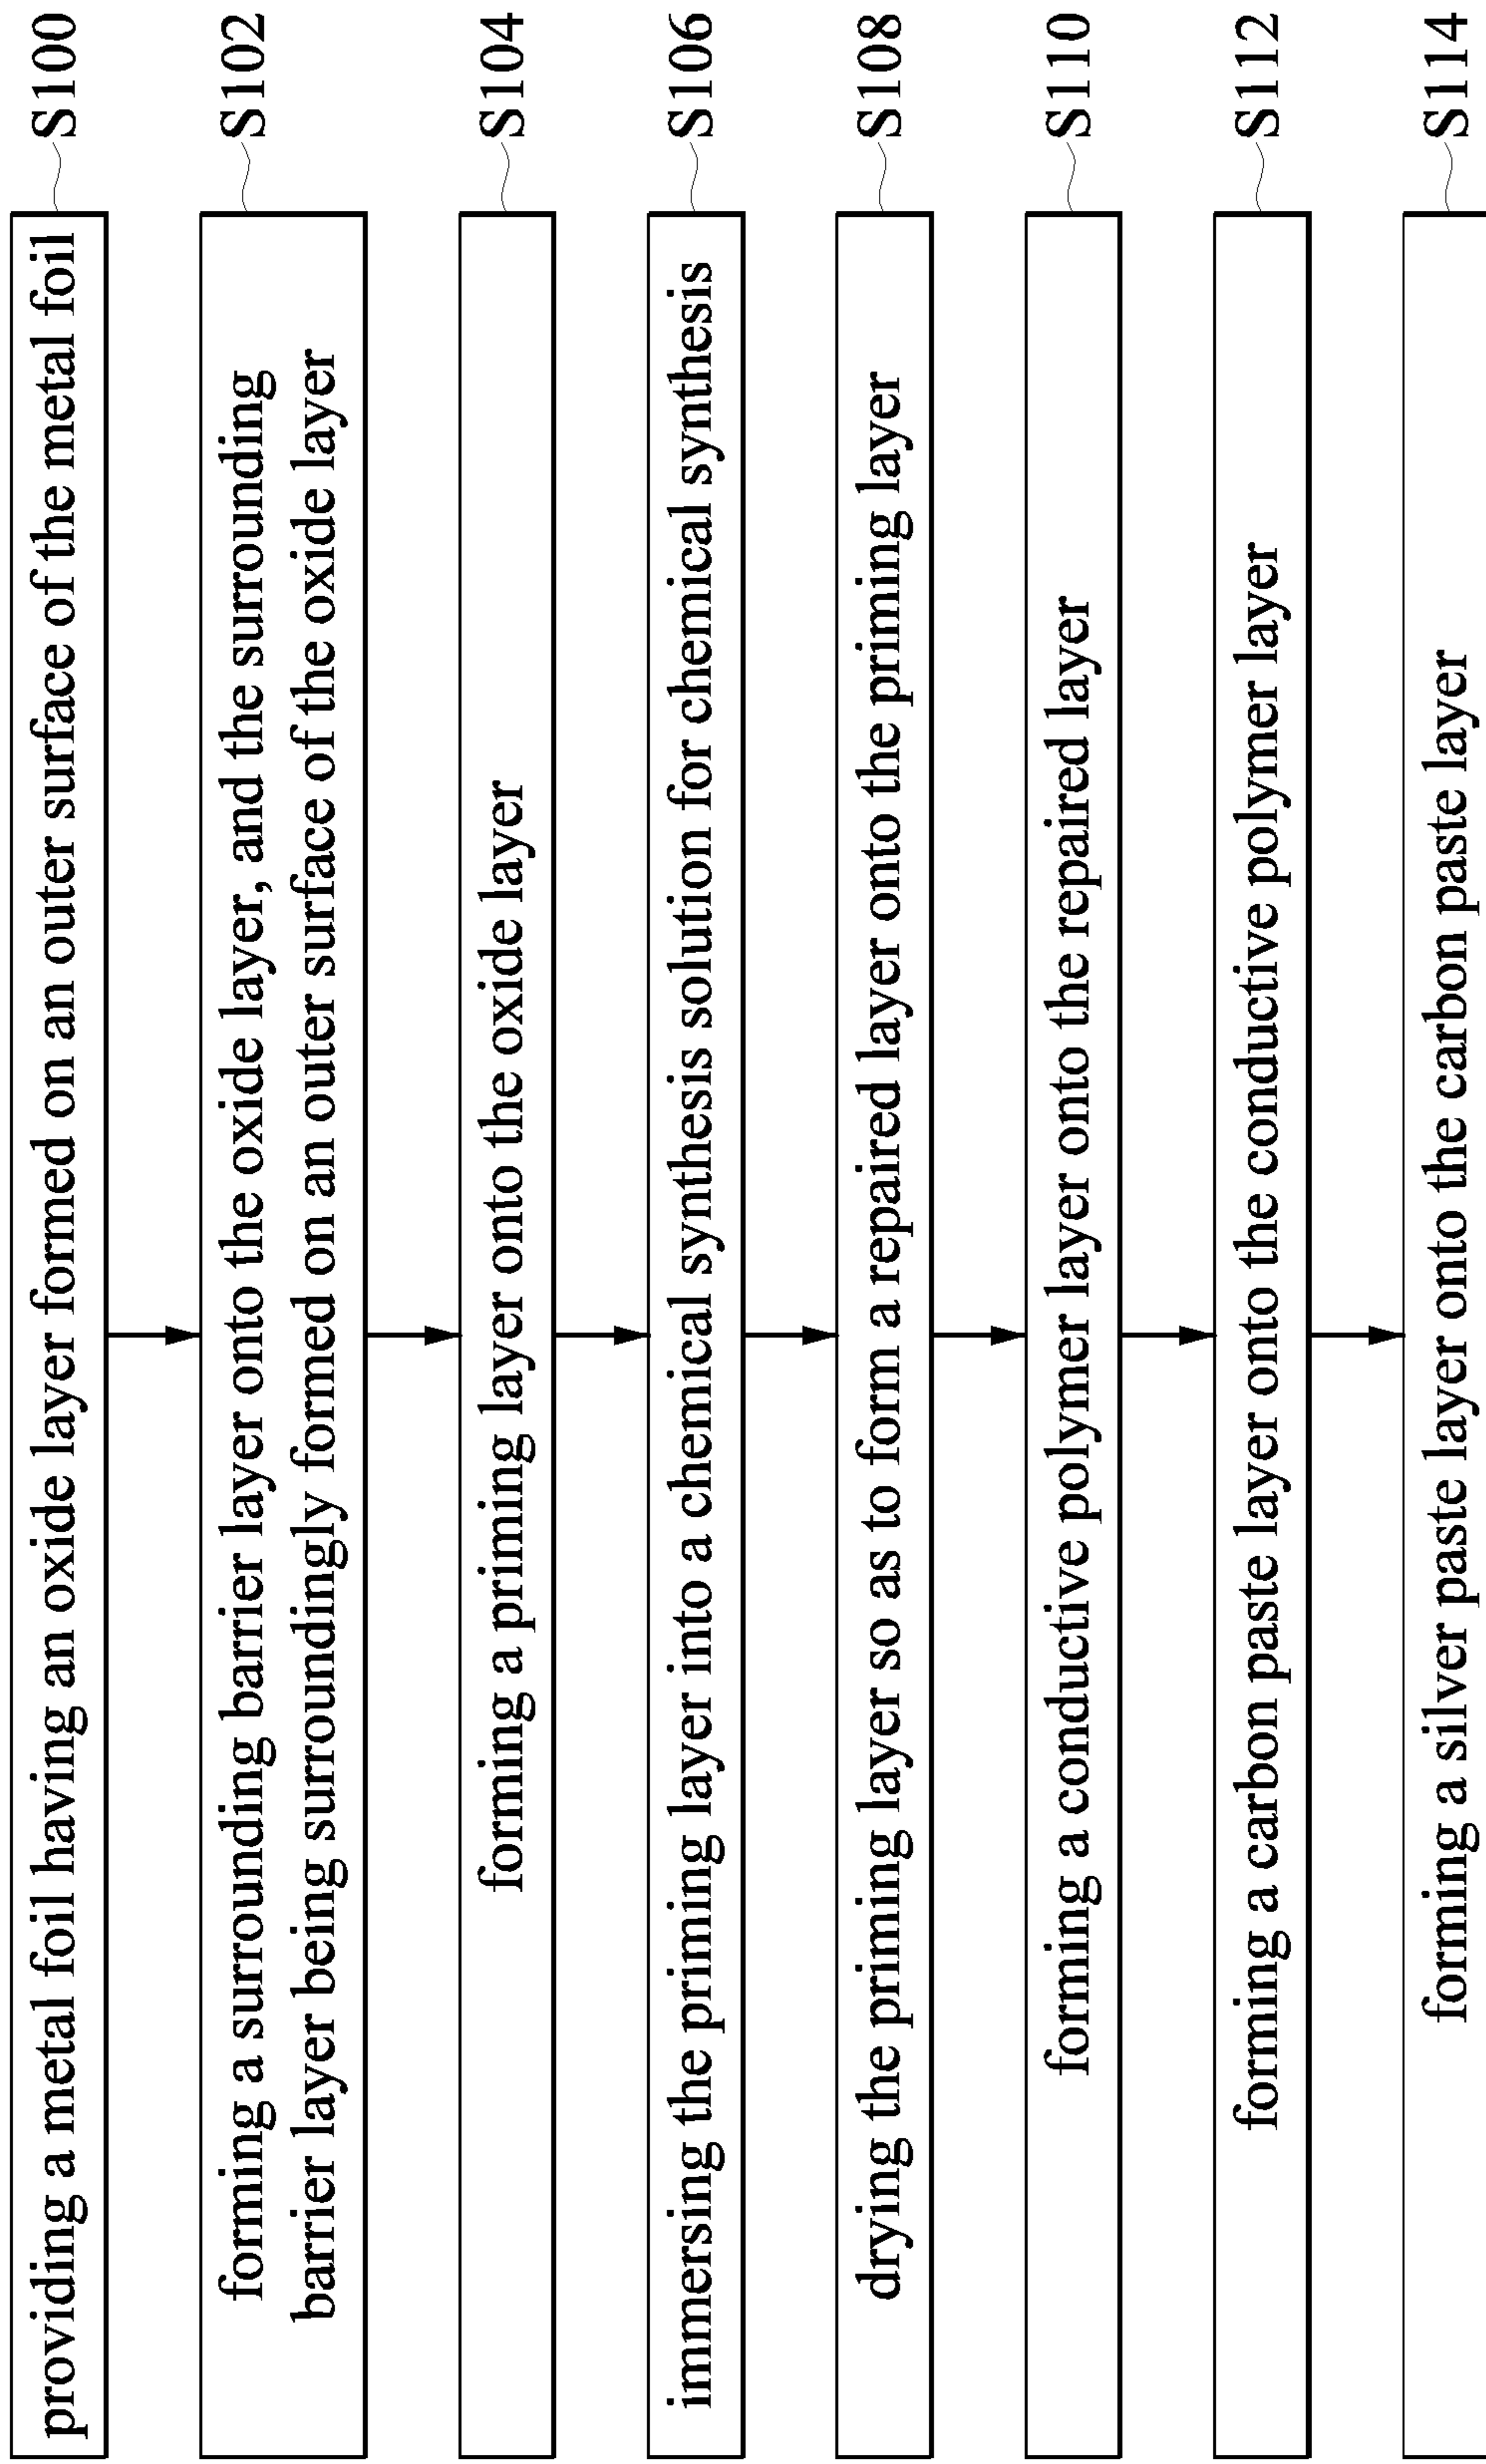 providing a metal foil having an oxide layer formed on an outer surface of the metal foil
S100
forming a surrounding barrier layer onto the oxide layer, and the surrounding
barrier layer being surroundingly formed on an outer surface of the oxide layer
S102
forming a priming layer onto the oxide layer
S104
immersing the priming layer into a chemical synthesis solution for chemical synthesis
S106
drying the priming layer so as to form a repaired layer onto the priming layer
S108
forming a conductive polymer layer onto the repaired layer
S110
forming a carbon paste layer onto the conductive polymer layer
S112
forming a silver paste layer onto the carbon paste layer
S114